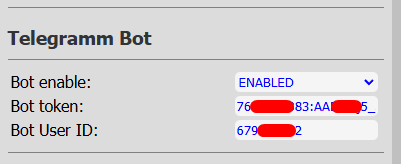 Telegramm Bot
Bot enable: ENABLED
Bot token: 76 83:AA 5_
Bot User ID: 679 2